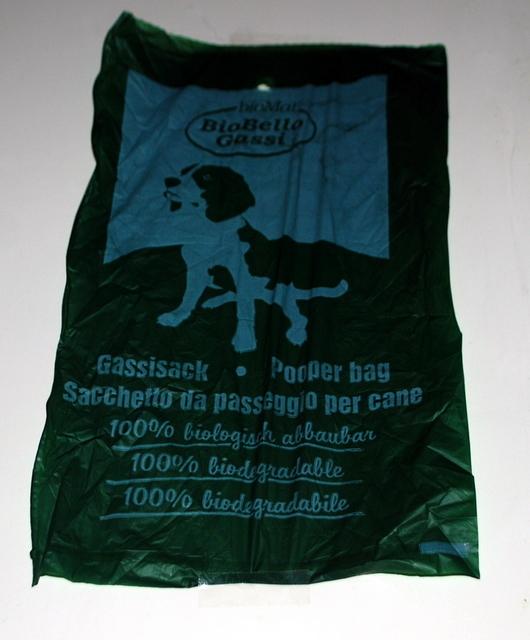 bioMat
BioBello
Gassi
Gassisack • Pooper bag
Sacchetto da passeggio per cane
100% biologisch abbaubar
100% biodegradable
100% biodegradabile